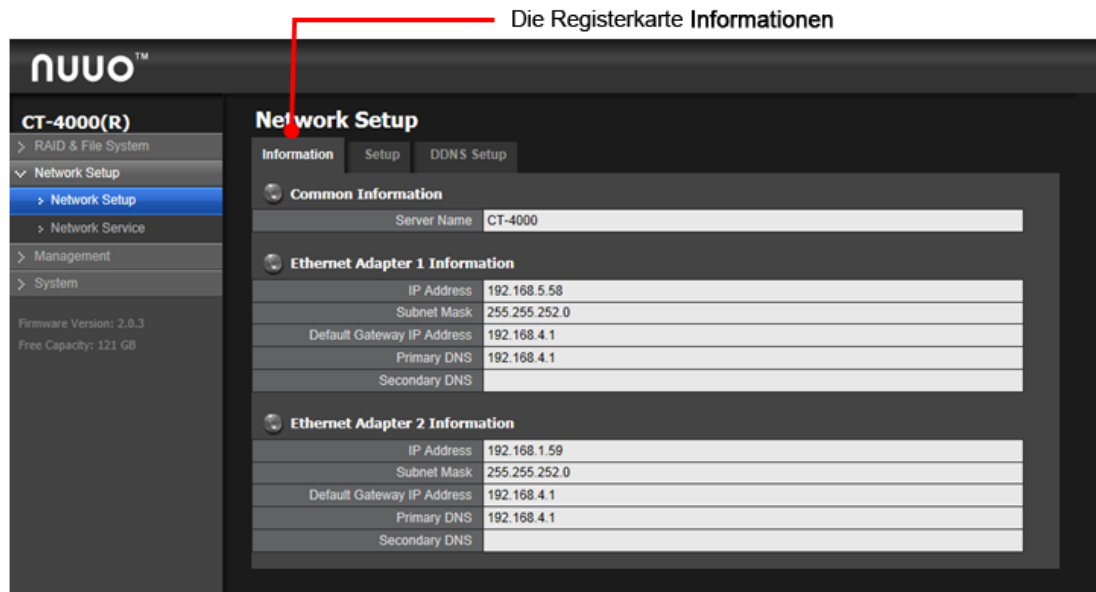 Die Registerkarte Informationen
nuuo™
CT-4000(R)
> RAID & File System
Network Setup
> Network Setup
> Network Service
> Management
> System
Firmware Version: 2.0.3
Free Capacity: 121 GB
Network Setup
Information Setup DDNS Setup
Common Information
Server Name CT-4000
Ethernet Adapter 1 Information
IP Address 192.168.5.58
Subnet Mask 255.255.252.0
Default Gateway IP Address 192.168.4.1
Primary DNS 192.168.4.1
Secondary DNS
Ethernet Adapter 2 Information
IP Address 192.168.1.59
Subnet Mask 255.255.252.0
Default Gateway IP Address 192.168.4.1
Primary DNS 192.168.4.1
Secondary DNS